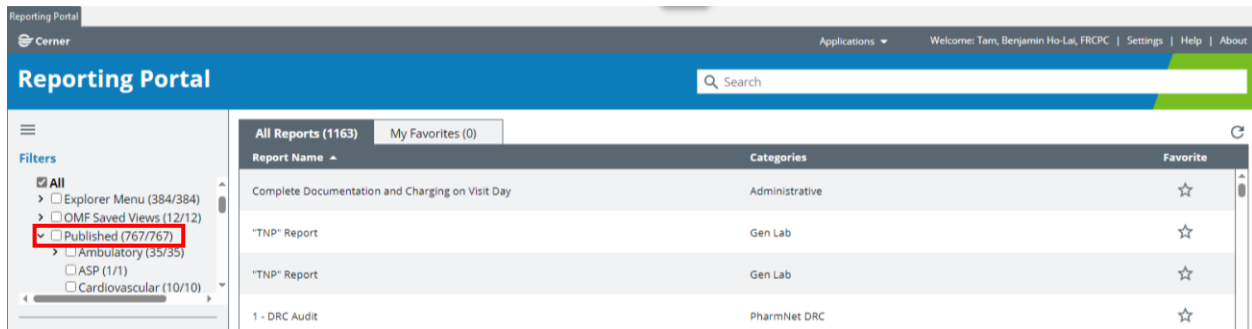 Reporting Portal
Cerner
Applications
Welcome: Tam, Benjamin Ho-Lai, FRCPC | Settings | Help | About
Reporting Portal
Search
Filters
All
Explorer Menu (384/384)
OMF Saved Views (12/12)
Published (767/767)
Ambulatory (35/35)
ASP (1/1)
Cardiovascular (10/10)
All Reports (1163)
My Favorites (0)
Report Name
Categories
Favorite
Complete Documentation and Charging on Visit Day
Administrative
"TNP" Report
Gen Lab
"TNP" Report
Gen Lab
1 - DRC Audit
PharmNet DRC